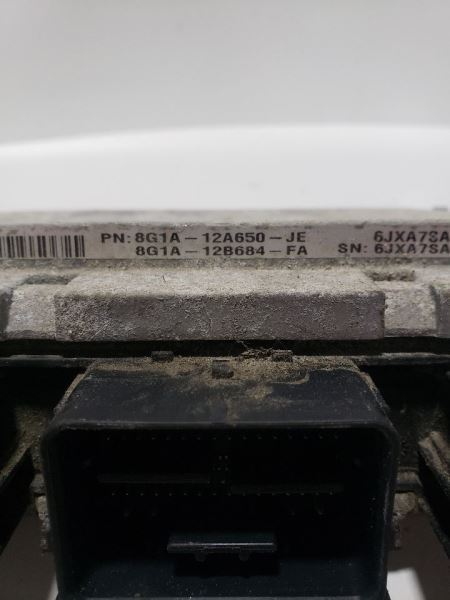 PN: 8G1A-12A650-JE 6JXA7SA
8G1A-12B684-FA SN: 6JXA7SA